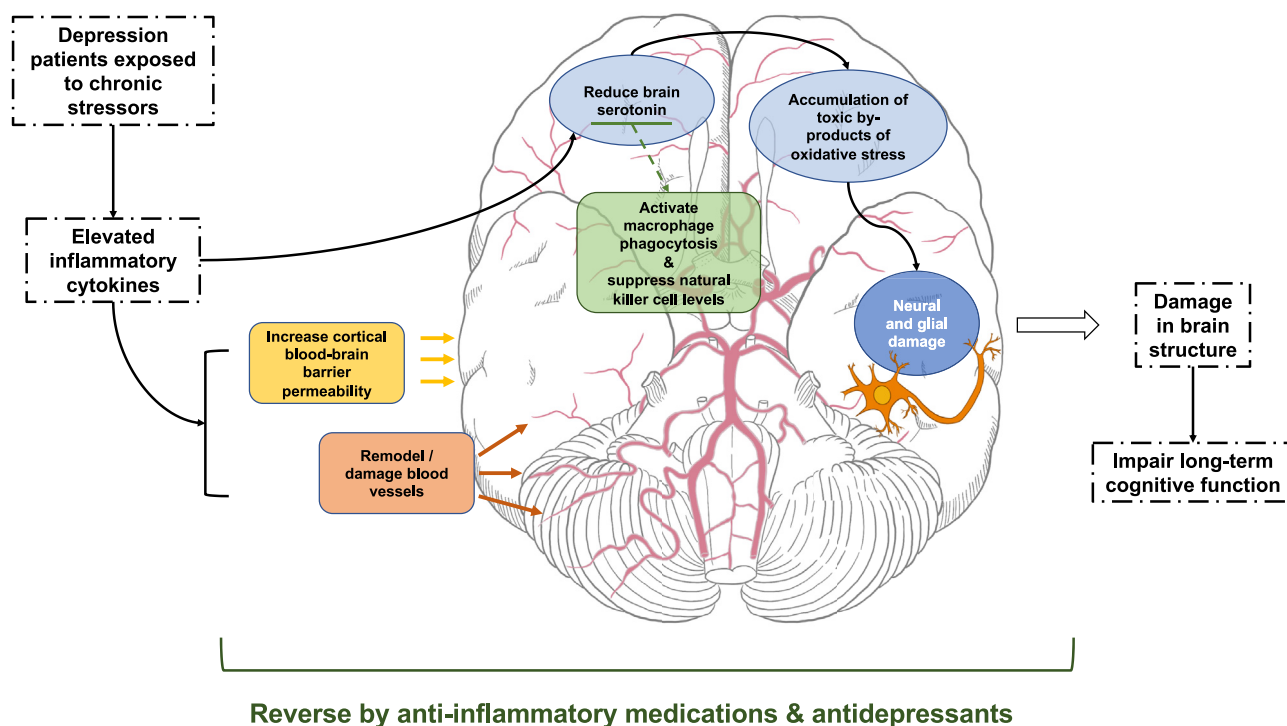 Depression
patients exposed
to chronic
stressors
Elevated
inflammatory
cytokines
Increase cortical
blood-brain
barrier
permeability
Remodel /
damage blood
vessels
Reduce brain
serotonin
Activate
macrophage
phagocytosis
&
suppress natural
killer cell levels
Accumulation of
toxic by-
products of
oxidative stress
Neural
and glial
damage
Damage
in brain
structure
Impair long-term
cognitive function
Reverse by anti-inflammatory medications & antidepressants